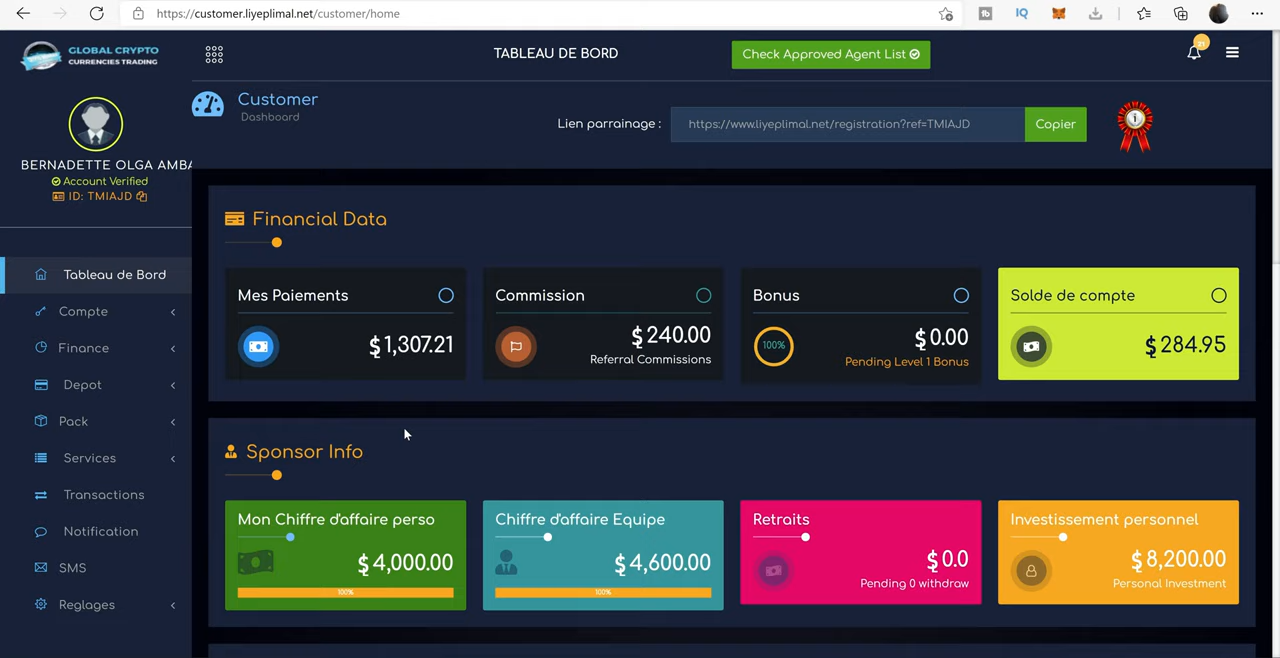 https://customer.liyeplimal.net/customer/home
GLOBAL CRYPTO
CURRENCIES TRADING
TABLEAU DE BORD
Check Approved Agent List
21
Customer
Dashboard
Lien parrainage :
https://www.liyeplimal.net/registration?ref=TMIAJD
Copier
BERNADETTE OLGA AMBA
Account Verified
ID: TMIAJD
Tableau de Bord
Compte
Finance
Depot
Pack
Services
Transactions
Notification
SMS
Reglages
Financial Data
Mes Paiements
$1,307.21
Commission
$240.00
Referral Commissions
Bonus
100%
$0.00
Pending Level 1 Bonus
Solde de compte
$284.95
Sponsor Info
Mon Chiffre d'affaire perso
$4,000.00
100%
Chiffre d'affaire Equipe
$4,600.00
100%
Retraits
$0.0
Pending 0 withdraw
Investissement personnel
$8,200.00
Personal Investment